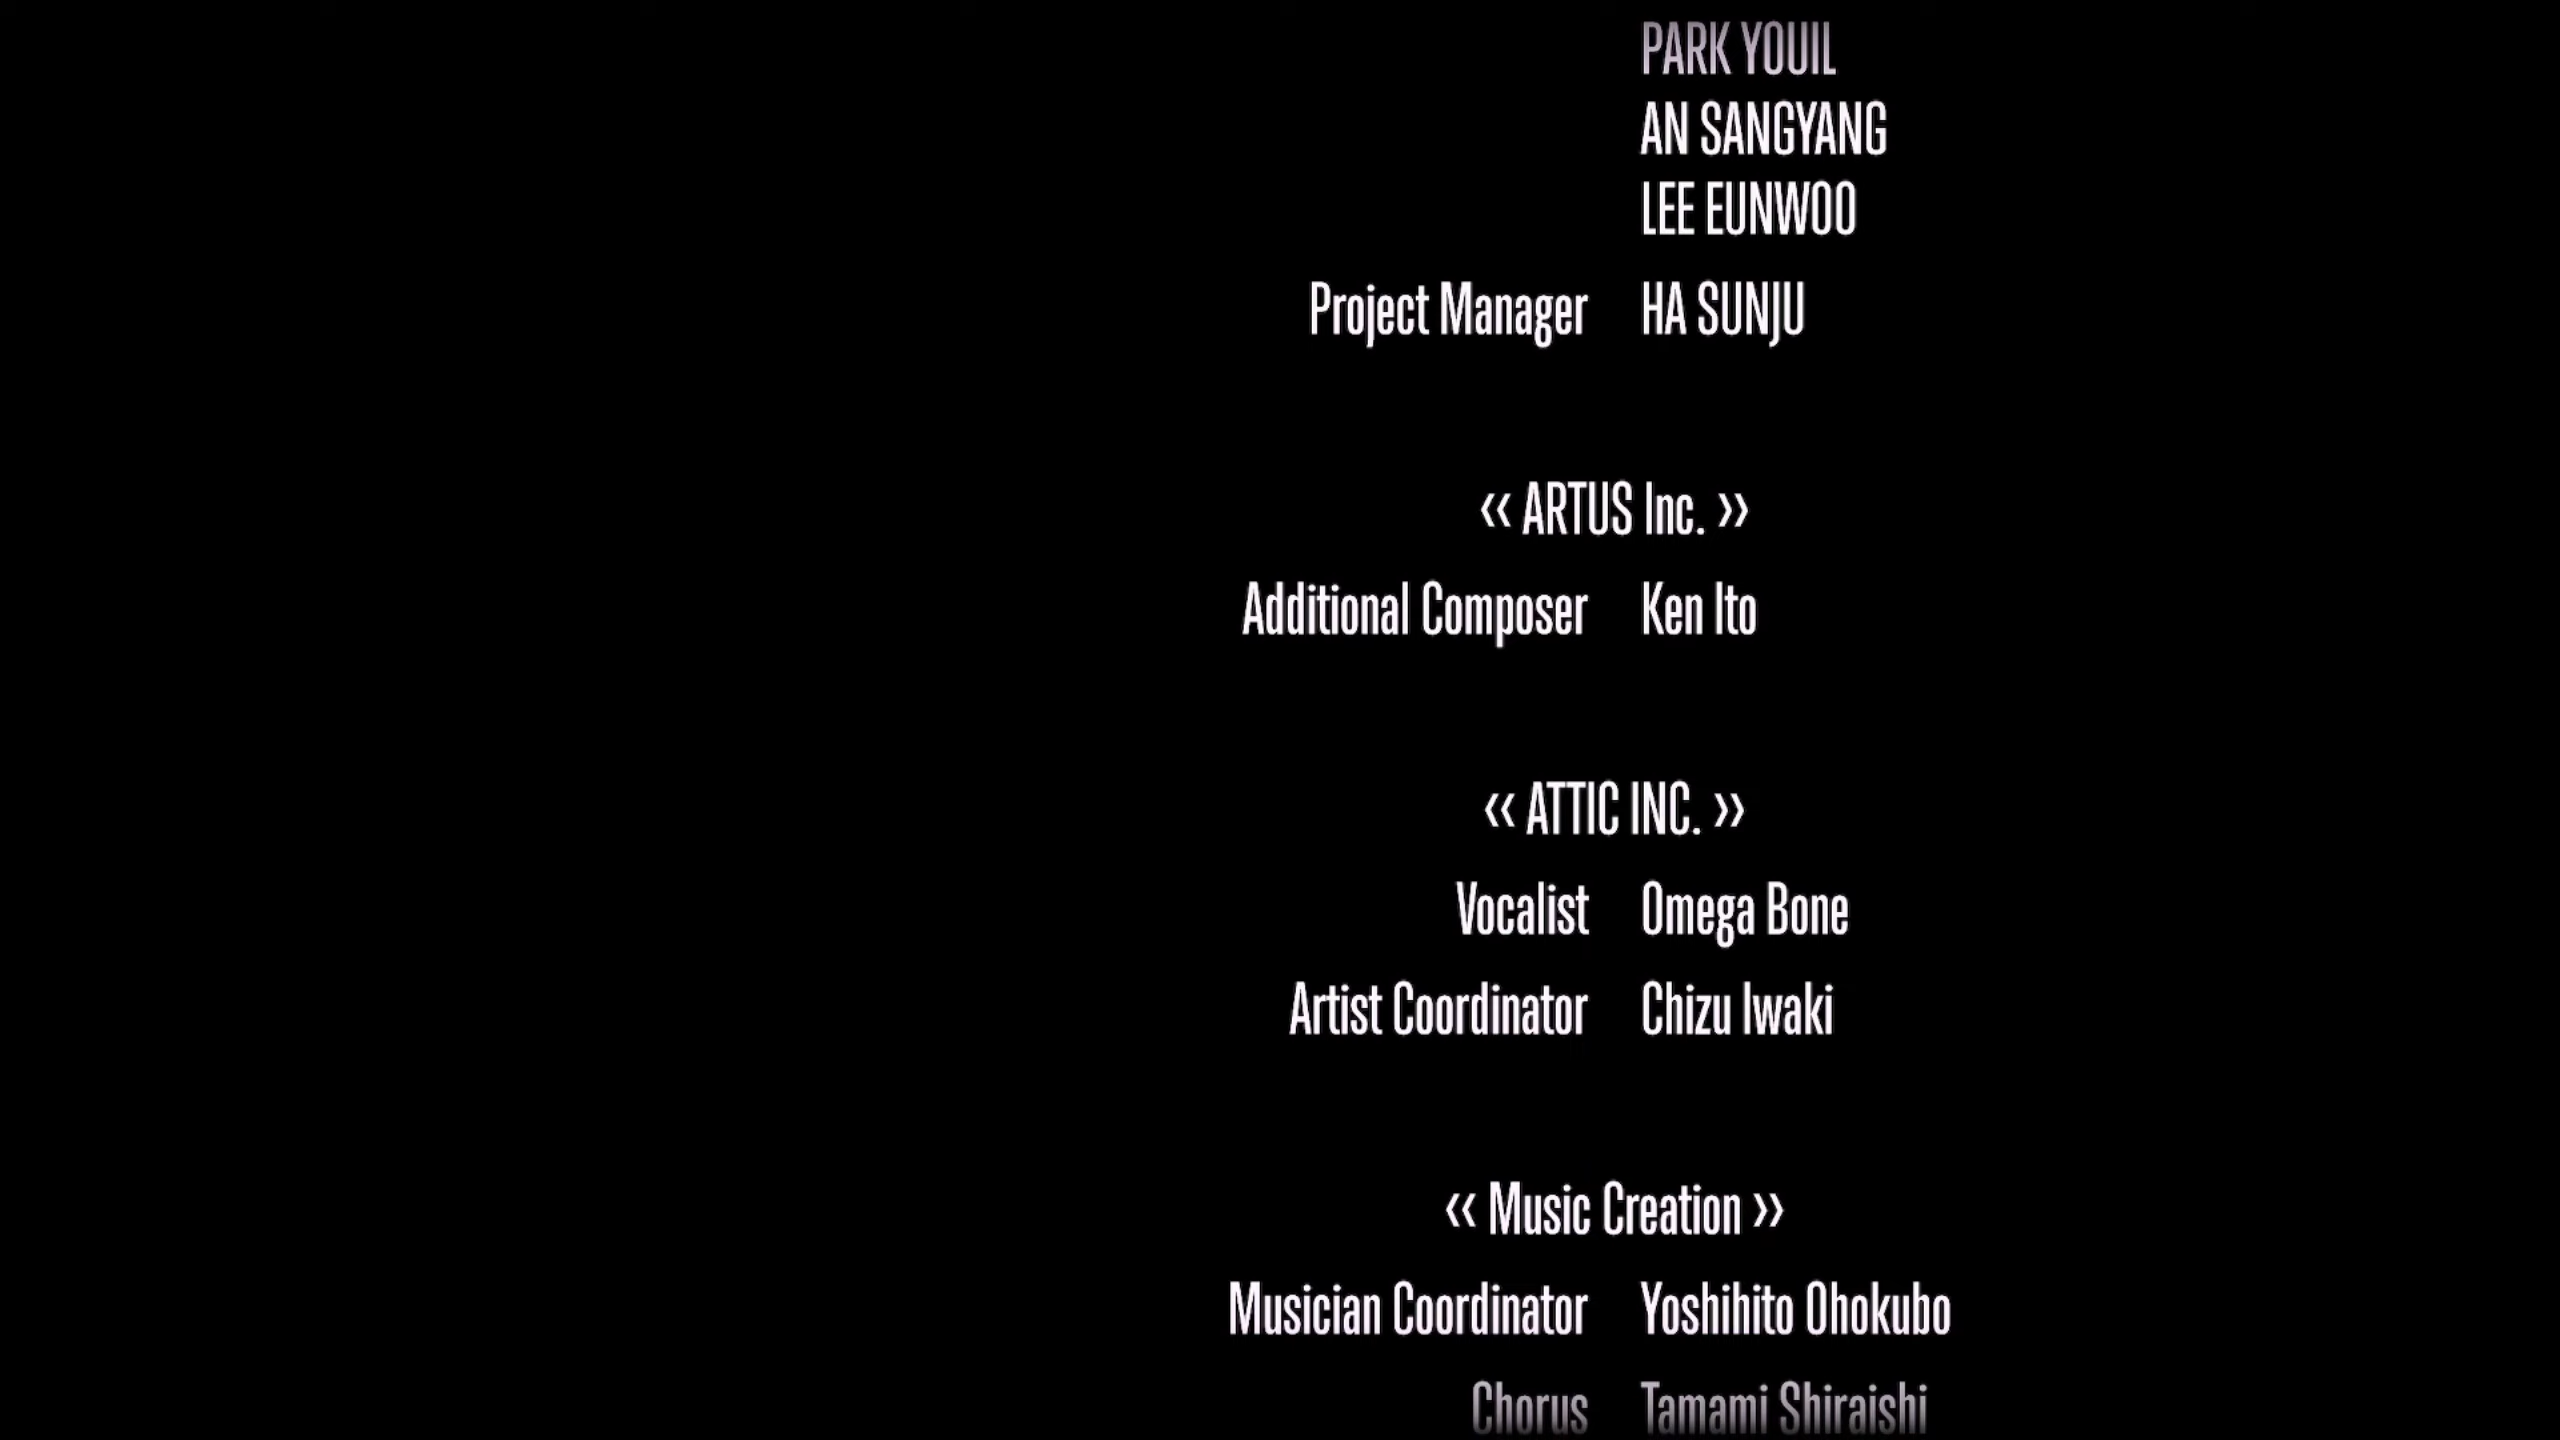 PARK YOUIL
AN SANGYANG
LEE EUNWOO
Project Manager HA SUNJU
‹‹ ARTUS Inc. ››
Additional Composer Ken Ito
‹‹ ATTIC INC. ››
Vocalist Omega Bone
Artist Coordinator Chizu Iwaki
‹‹ Music Creation ››
Musician Coordinator Yoshihito Ohokubo
Chorus Tamami Shiraishi